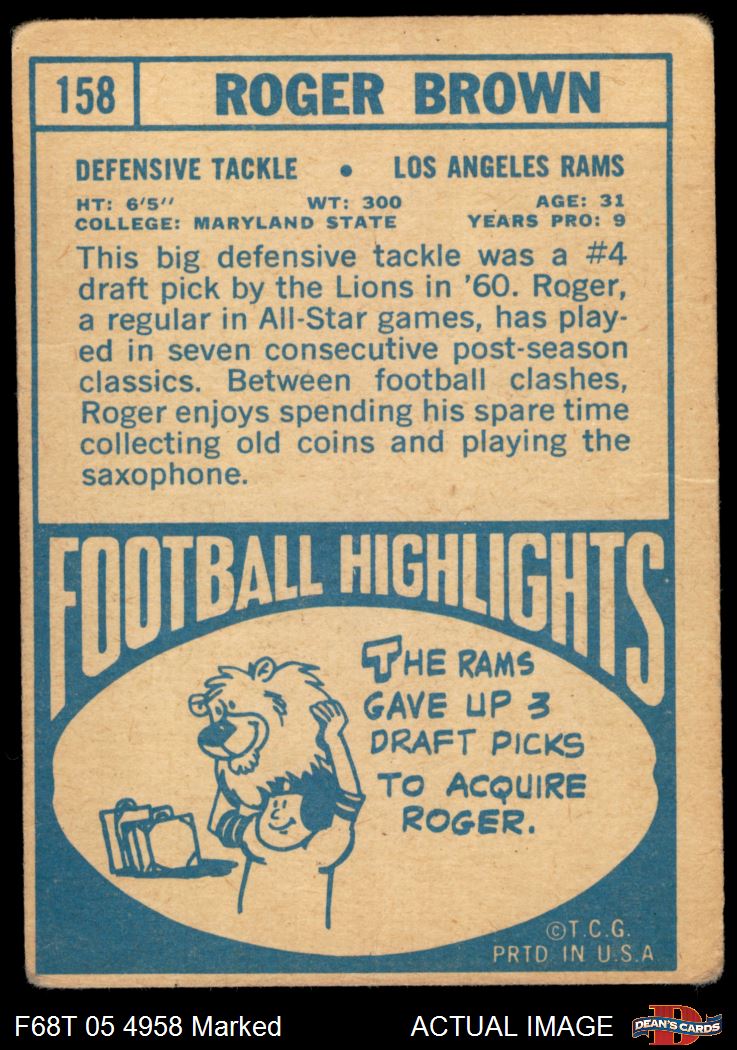 158 ROGER BROWN
DEFENSIVE TACKLE • LOS ANGELES RAMS
HT: 6'5'' WT: 300 AGE: 31
COLLEGE: MARYLAND STATE YEARS PRO: 9
This big defensive tackle was a #4
draft pick by the Lions in '60. Roger,
a regular in All-Star games, has play-
ed in seven consecutive post-season
classics. Between football clashes,
Roger enjoys spending his spare time
collecting old coins and playing the
saxophone.
FOOTBALL HIGHLIGHTS
THE RAMS
GAVE UP 3
DRAFT PICKS
TO ACQUIRE
ROGER.
©T.C.G.
PRTD IN U.S.A
F68T 05 4958 Marked ACTUAL IMAGE
D
DEAN'S CARDS